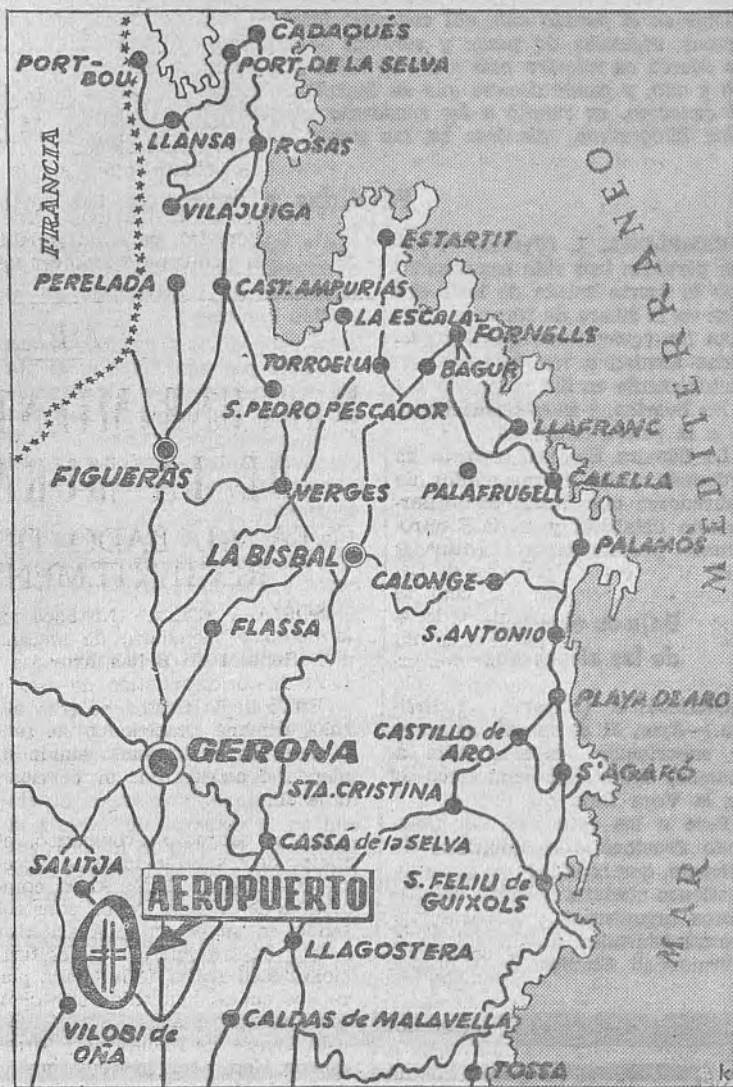 CADAQUÉS
PORT-
BOU
PORT. DE LA SELVA
LLANSA
ROSAS
FRANCIA
VILAJUIGA
ESTARTIT
MAR MEDITERRANEO
PERELADA
CAST. AMPURIAS
LA ESCALA
FORNELLS
TORROELLA
BAGUR
S. PEDRO PESCADOR
LLAFRANC
FIGUERAS
VERGES
PALAFRUGELL
CALELLA
LA BISBAL
PALAMÓS
CALONGE
FLASSA
S. ANTONIO
PLAYA DE ARO
GERONA
CASTILLO de
ARO
S'AGARÓ
STA. CRISTINA
CASSÁ de la SELVA
SALITJA
AEROPUERTO
S. FELIU de
GUIXOLS
LLAGOSTERA
VILOBI de
OÑA
CALDAS de MALAVELLA
TOSSA
k